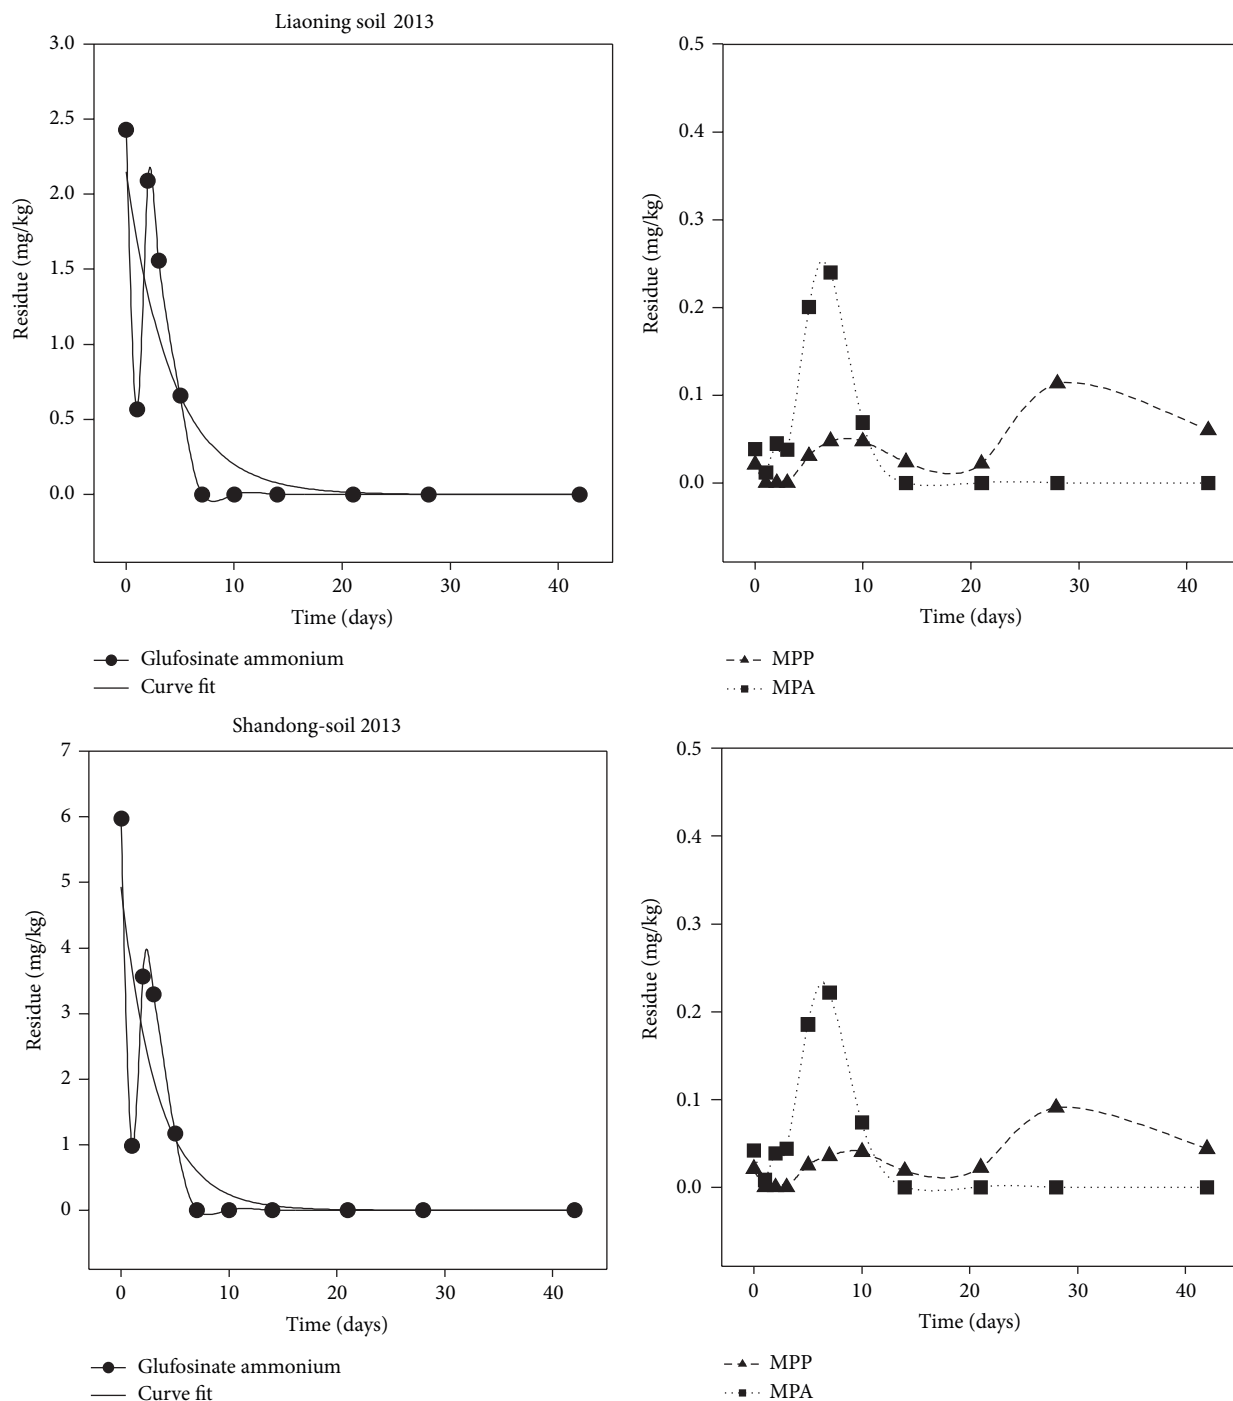 Liaoning soil 2013
3.0
2.5
2.0
1.5
1.0
0.5
0.0
Residue (mg/kg)
0 10 20 30 40
Time (days)
Glufosinate ammonium
Curve fit
0.5
0.4
0.3
0.2
0.1
0.0
Residue (mg/kg)
0 10 20 30 40
Time (days)
MPP
MPA
Shandong-soil 2013
7
6
5
4
3
2
1
0
Residue (mg/kg)
0 10 20 30 40
Time (days)
Glufosinate ammonium
Curve fit
0.5
0.4
0.3
0.2
0.1
0.0
Residue (mg/kg)
0 10 20 30 40
Time (days)
MPP
MPA